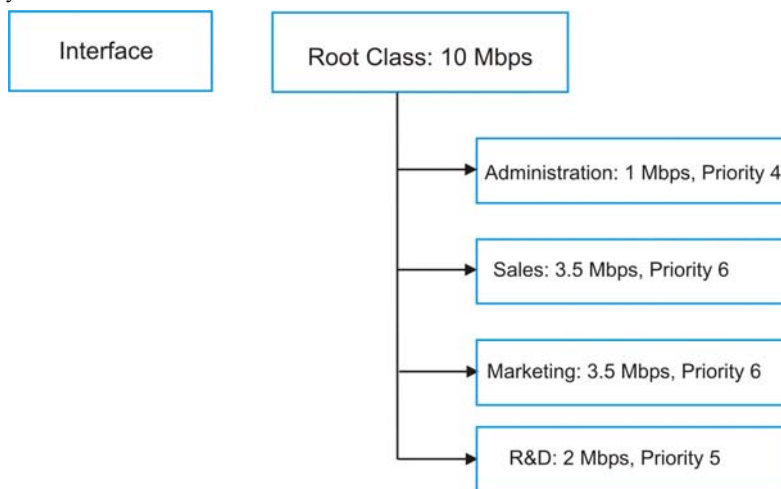 Interface
Root Class: 10 Mbps
Administration: 1 Mbps, Priority 4
Sales: 3.5 Mbps, Priority 6
Marketing: 3.5 Mbps, Priority 6
R&D: 2 Mbps, Priority 5